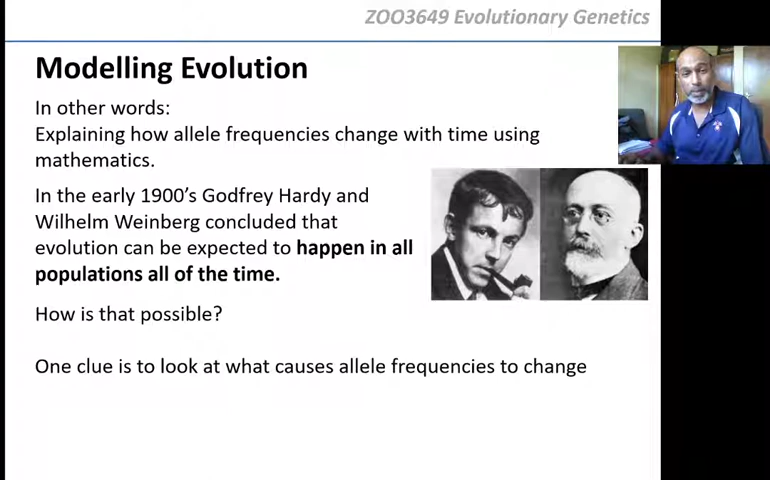 ZOO3649 Evolutionary Genetics
Modelling Evolution
In other words:
Explaining how allele frequencies change with time using
mathematics.
In the early 1900's Godfrey Hardy and
Wilhelm Weinberg concluded that
evolution can be expected to happen in all
populations all of the time.
How is that possible?
One clue is to look at what causes allele frequencies to change